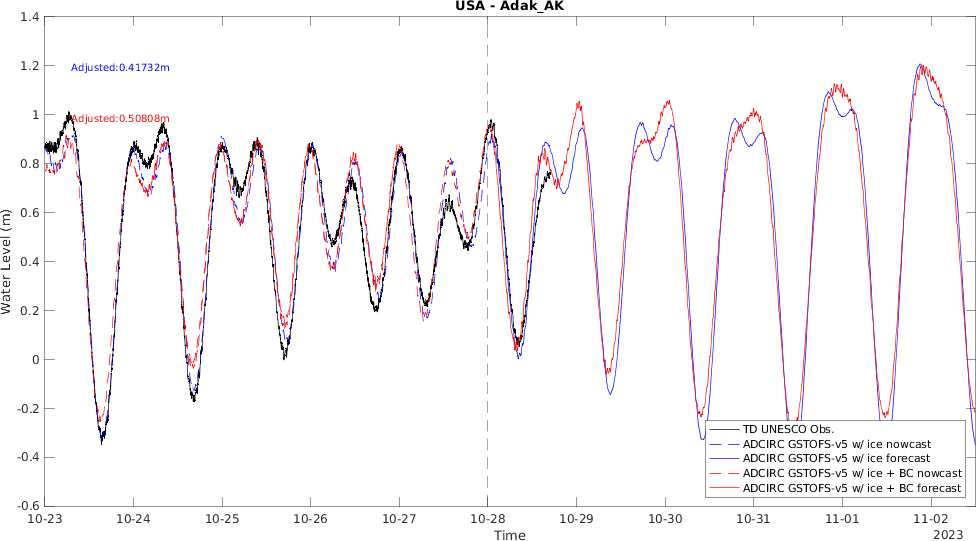 USA - Adak_AK
1.4
1.2
1
0.8
0.6
0.4
0.2
0
-0.2
-0.4
-0.6
Water Level (m)
Adjusted:0.41732m
Adjusted:0.50808m
TD UNESCO Obs.
ADCIRC GSTOFS-v5 w/ ice nowcast
ADCIRC GSTOFS-v5 w/ ice forecast
ADCIRC GSTOFS-v5 w/ ice + BC nowcast
ADCIRC GSTOFS-v5 w/ ice + BC forecast
10-23 10-24 10-25 10-26 10-27 10-28 10-29 10-30 10-31 11-01 11-02
Time
2023